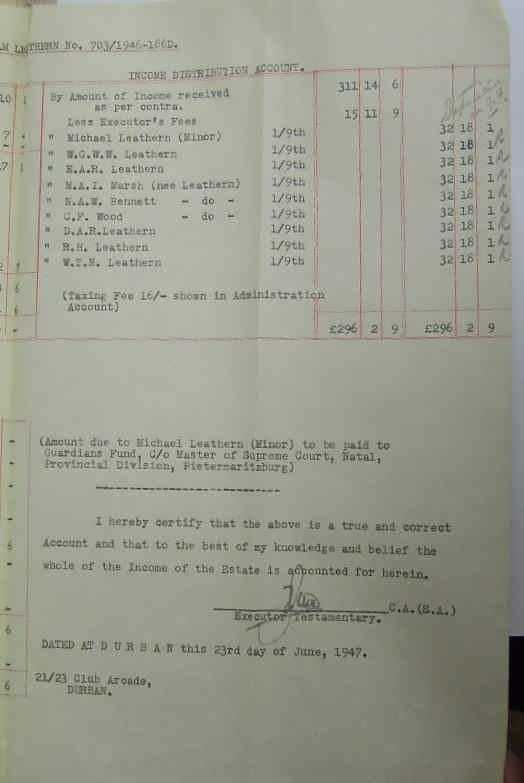 LEATHERN No. 703/1946-186D.
INCOME DISTRIBUTION ACCOUNT.
By Amount of Income received 311 14 6
as per contra.
Less Executor's Fees 15 11 9
" Michael Leathern (Minor) 1/9th 32 18 1
" W.G.W.W. Leathern 1/9th 32 18 1
" E.A.R. Leathern 1/9th 32 18 1
" M.A.I. Marsh (nee Leathern) 1/9th 32 18 1
" N.A.W. Bennett - do - 1/9th 32 18 1
" C.F. Wood - do - 1/9th 32 18 1
" D.A.R.Leathern 1/9th 32 18 1
" R.H. Leathern 1/9th 32 18 1
" W.T.N. Leathern 1/9th 32 18 1
(Taxing Fee 16/- shown in Administration
Account)
£296 2 9 £296 2 9
(Amount due to Michael Leathern (Minor) to be paid to
Guardians Fund, C/o Master of Supreme Court, Natal,
Provincial Division, Pietermaritzburg)
I hereby certify that the above is a true and correct
Account and that to the best of my knowledge and belief the
whole of the Income of the Estate is accounted for herein.
C.A.(S.A.)
Executor Testamentary.
DATED AT D U R B A N this 23rd day of June, 1947.
21/23 Club Arcade,
DURBAN.